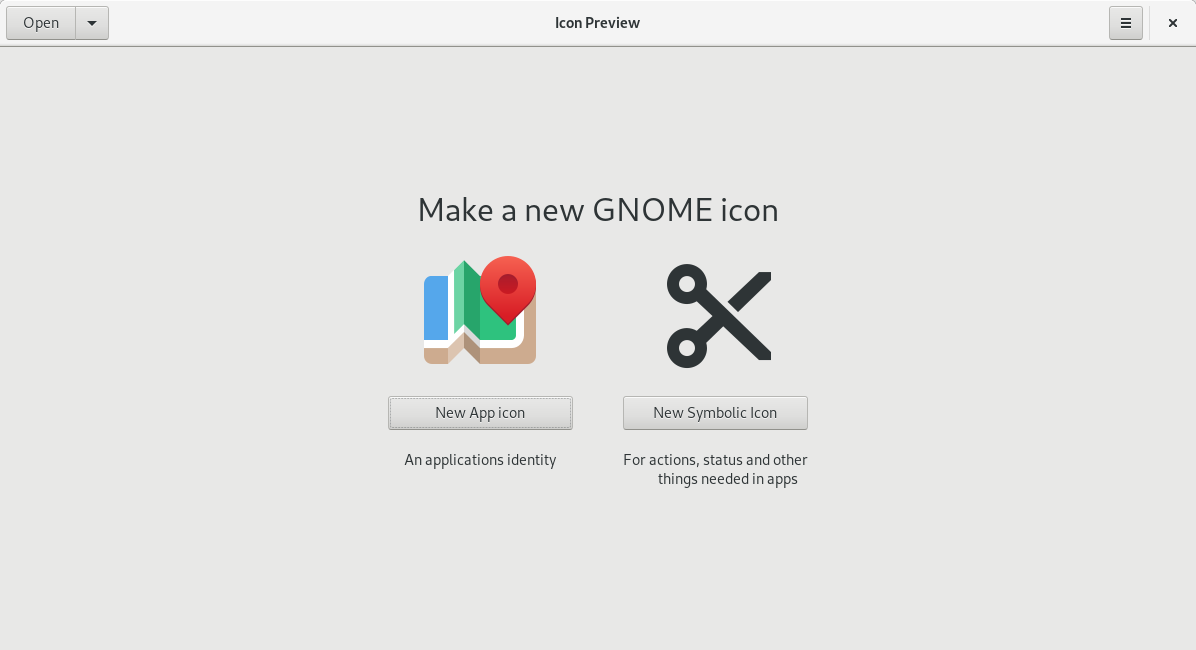 Open
Icon Preview
Make a new GNOME icon
New App icon
New Symbolic Icon
An applications identity
For actions, status and other
things needed in apps